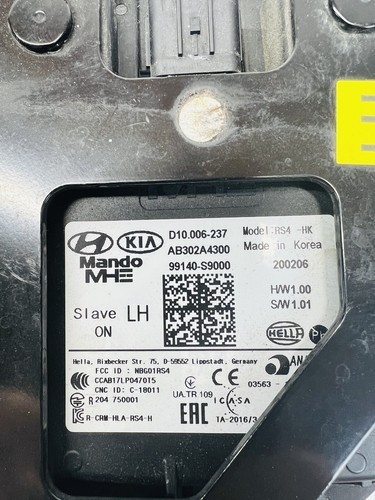 E
HYUNDAI
KIA
D10.006-237
Model:RS4 -HK
AB302A4300
Made in Korea
Mando
MHE
99140-S9000
200206
Slave LH
ON
H/W1.00
S/W1.01
HELLA
Hella, Rixbecker Str. 75, D-59552 Lippstadt, Germany
FCC ID : NBG01RS4
CCAB17LP0470T5
CNC ID: C-18011
R 204 750001
R-CRM-HLA-RS4-H
UA.TR.109
EAC
ICASA
TA-2016/3
AN
03563